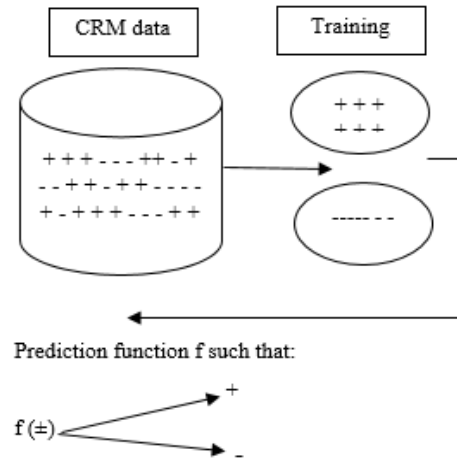 CRM data
Training
+ + + - - - ++ - +
- - + + - + + - - - -
+ - + + + - - - + +
+ + +
+ + +
----- - -
Prediction function f such that:
+
f (±)
-